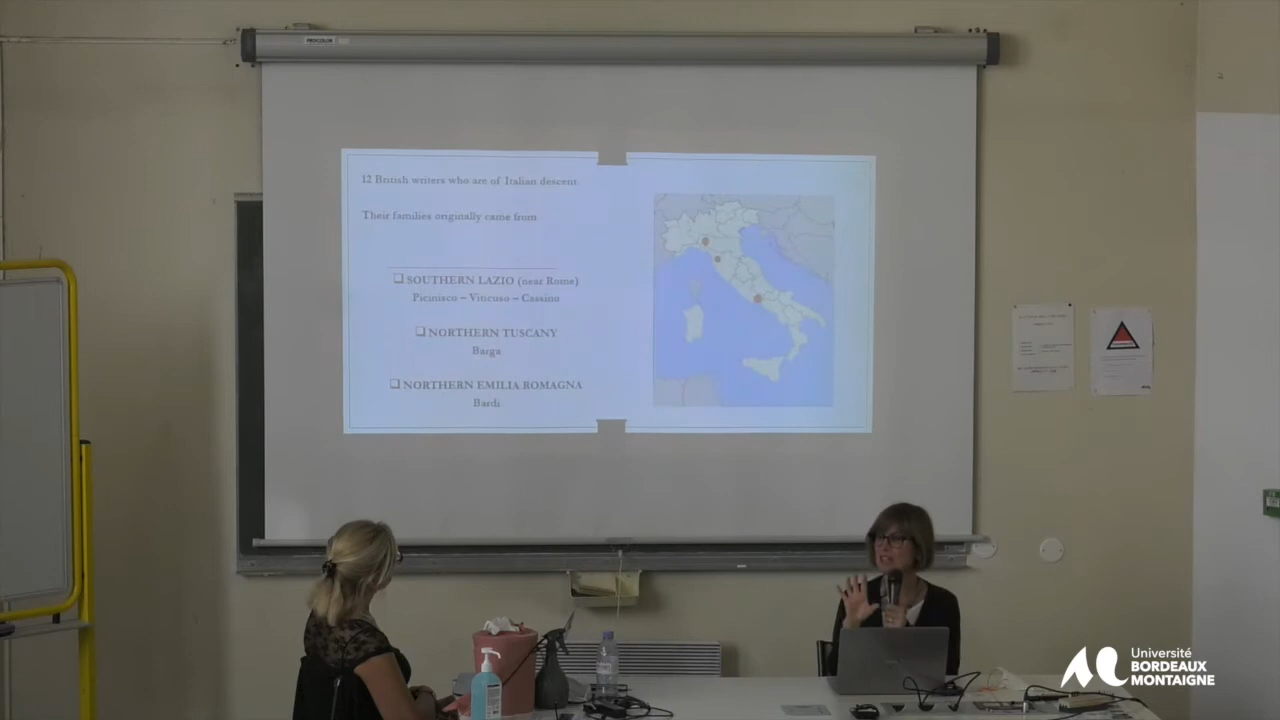 PROCOLOR
12 British writers who are of Italian descent.
Their families originally came from
❑ SOUTHERN LAZIO (near Rome)
Picinisco – Viticuso – Cassino
❑ NORTHERN TUSCANY
Barga
❑ NORTHERN EMILIA ROMAGNA
Bardi
Université
BORDEAUX
MONTAIGNE